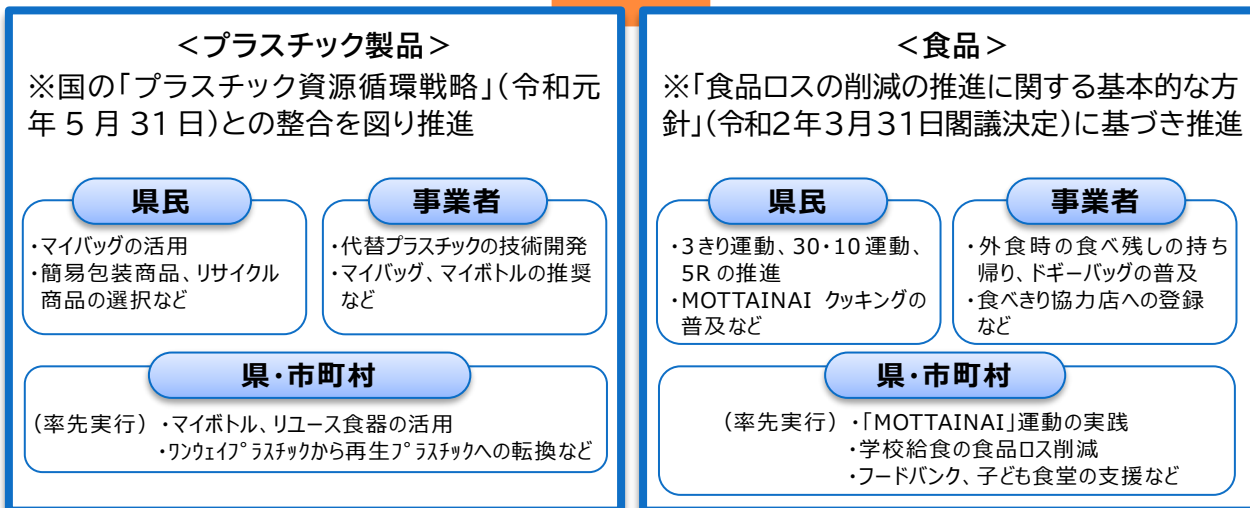 <プラスチック製品>
※国の「プラスチック資源循環戦略」(令和元
年 5 月 31 日)との整合を図り推進
県民
・マイバッグの活用
・簡易包装商品、リサイクル
商品の選択など
事業者
・代替プラスチックの技術開発
・マイバッグ、マイボトルの推奨
など
県・市町村
(率先実行) ・マイボトル、リユース食器の活用
・ワンウェイプラスチックから再生プラスチックへの転換など
<食品>
※「食品ロスの削減の推進に関する基本的な方
針」(令和2年3月31日閣議決定)に基づき推進
県民
・3きり運動、30・10 運動、
5R の推進
・MOTTAINAI クッキングの
普及など
事業者
・外食時の食べ残しの持ち
帰り、ドギーバッグの普及
・食べきり協力店への登録
など
県・市町村
(率先実行) ・「MOTTAINAI」運動の実践
・学校給食の食品ロス削減
・フードバンク、子ども食堂の支援など